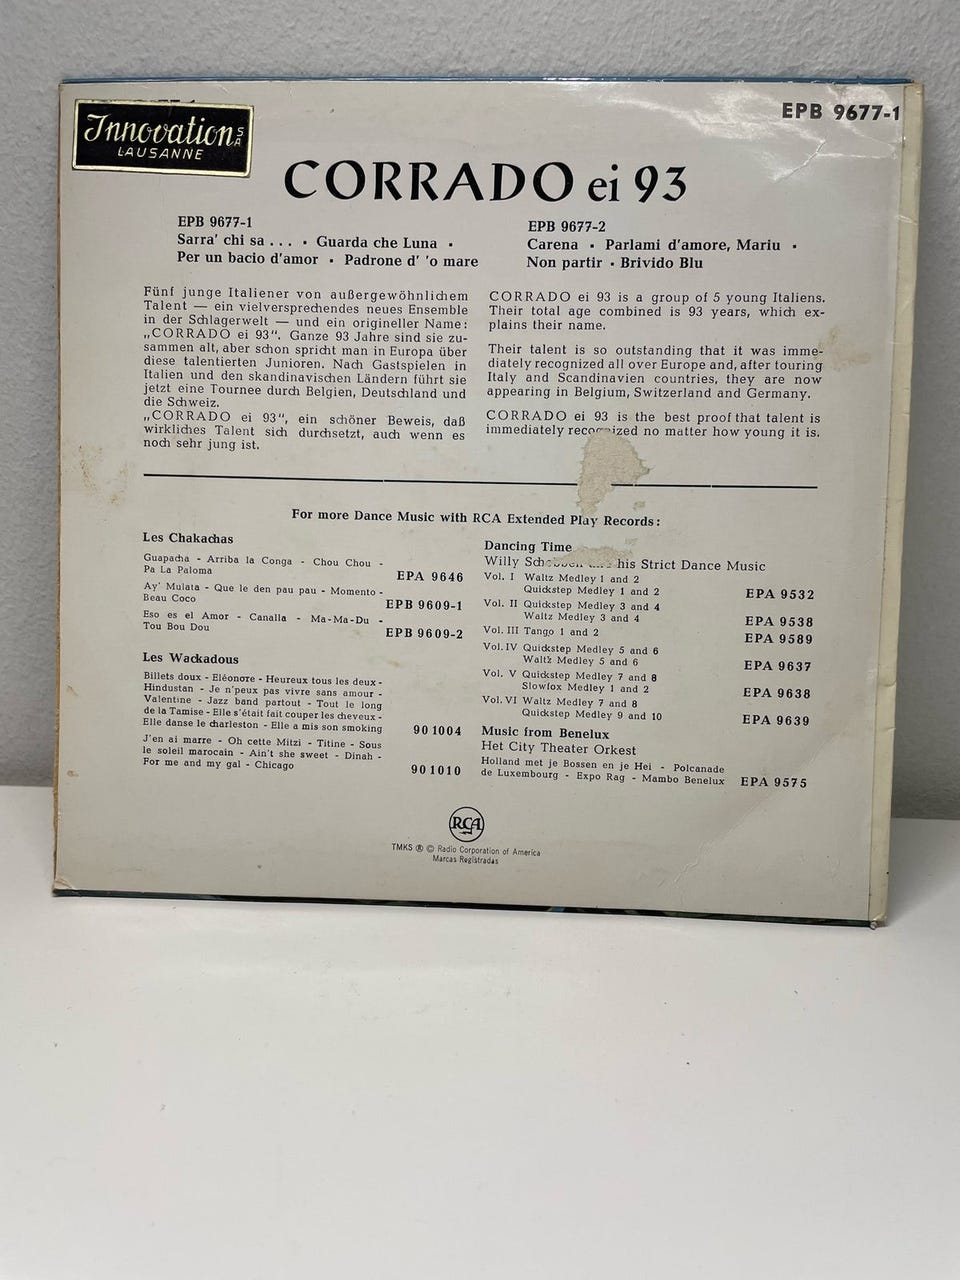 Innovation S.A.
LAUSANNE
EPB 9677-1
CORRADO ei 93
EPB 9677-1
Sarra' chi sa . . . • Guarda che Luna •
Per un bacio d'amor • Padrone d' 'o mare
EPB 9677-2
Carena • Parlami d'amore, Mariu •
Non partir • Brivido Blu
Fünf junge Italiener von außergewöhnlichem
Talent — ein vielversprechendes neues Ensemble
in der Schlagerwelt — und ein origineller Name:
„CORRADO ei 93“. Ganze 93 Jahre sind sie zu-
sammen alt, aber schon spricht man in Europa über
diese talentierten Junioren. Nach Gastspielen in
Italien und den skandinavischen Ländern führt sie
jetzt eine Tournee durch Belgien, Deutschland und
die Schweiz.
„CORRADO ei 93“, ein schöner Beweis, daß
wirkliches Talent sich durchsetzt, auch wenn es
noch sehr jung ist.
CORRADO ei 93 is a group of 5 young Italiens.
Their total age combined is 93 years, which ex-
plains their name.
Their talent is so outstanding that it was imme-
diately recognized all over Europe and, after touring
Italy and Scandinavien countries, they are now
appearing in Belgium, Switzerland and Germany.
CORRADO ei 93 is the best proof that talent is
immediately recognized no matter how young it is.
For more Dance Music with RCA Extended Play Records:
Les Chakachas
Guapacha - Arriba la Conga - Chou Chou -
Pa La Paloma
EPA 9646
Ay' Mulata - Que le den pau pau - Momento -
Beau Coco
EPB 9609-1
Eso es el Amor - Canalla - Ma-Ma-Du -
Tou Bou Dou
EPB 9609-2
Les Wackadous
Billets doux - Eléonore - Heureux tous les deux -
Hindustan - Je n'peux pas vivre sans amour -
Valentine - Jazz band partout - Tout le long
de la Tamise - Elle s'était fait couper les cheveux -
Elle danse le charleston - Elle a mis son smoking
90 1004
J'en ai marre - Oh cette Mitzi - Titine - Sous
le soleil marocain - Ain't she sweet - Dinah -
For me and my gal - Chicago
90 1010
Dancing Time
Willy his Strict Dance Music
Vol. I Waltz Medley 1 and 2
Quickstep Medley 1 and 2
EPA 9532
Vol. II Quickstep Medley 3 and 4
Waltz Medley 3 and 4
EPA 9538
Vol. III Tango 1 and 2
EPA 9589
Vol. IV Quickstep Medley 5 and 6
Waltz Medley 5 and 6
EPA 9637
Vol. V Quickstep Medley 7 and 8
Slowfox Medley 1 and 2
EPA 9638
Vol. VI Waltz Medley 7 and 8
Quickstep Medley 9 and 10
EPA 9639
Music from Benelux
Het City Theater Orkest
Holland met je Bossen en je Hei - Polcanade
de Luxembourg - Expo Rag - Mambo Benelux
EPA 9575
RCA
TMKS ® © Radio Corporation of America
Marcas Registradas